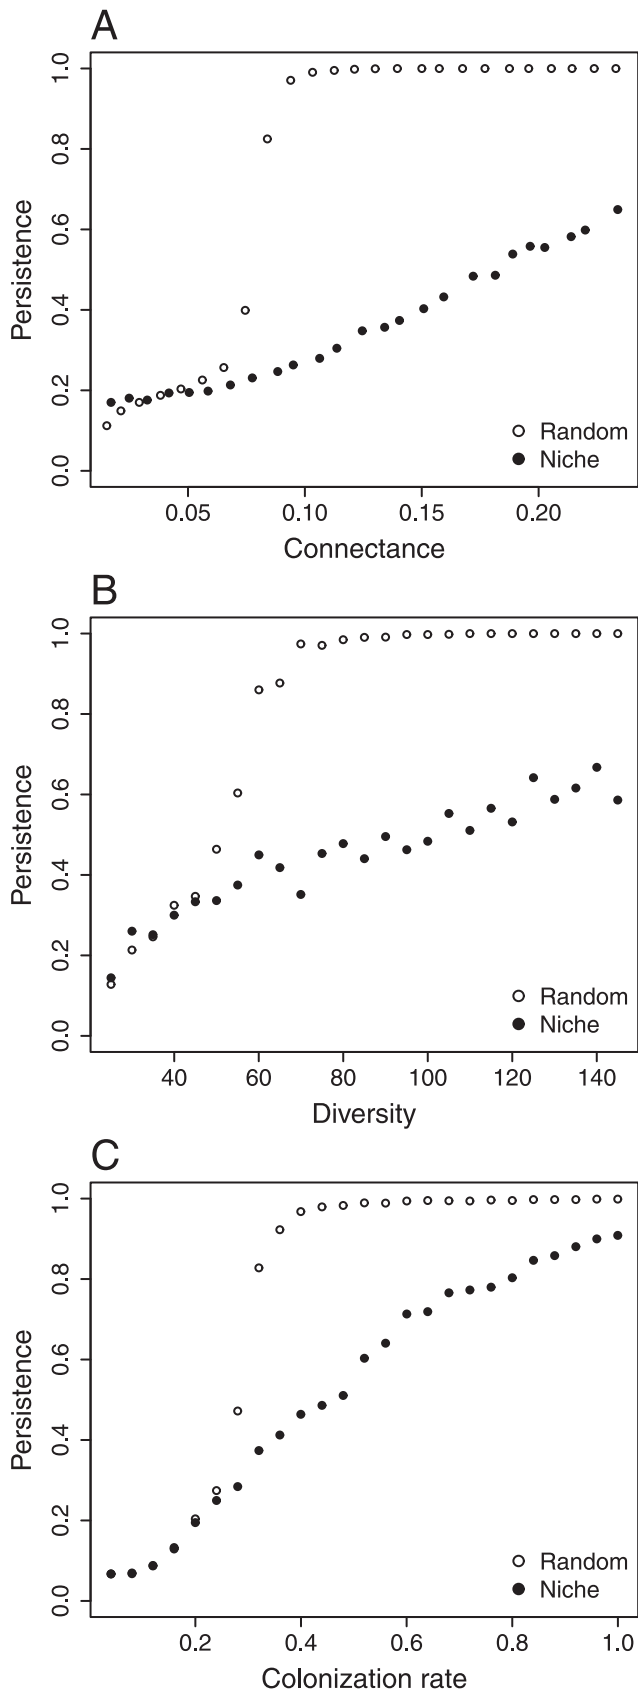 A
Persistence
1.0
0.8
0.6
0.4
0.2
0.0
Random
Niche
0.05 0.10 0.15 0.20
Connectance
B
Persistence
1.0
0.8
0.6
0.4
0.2
0.0
Random
Niche
40 60 80 100 120 140
Diversity
C
Persistence
1.0
0.8
0.6
0.4
0.2
0.0
Random
Niche
0.2 0.4 0.6 0.8 1.0
Colonization rate